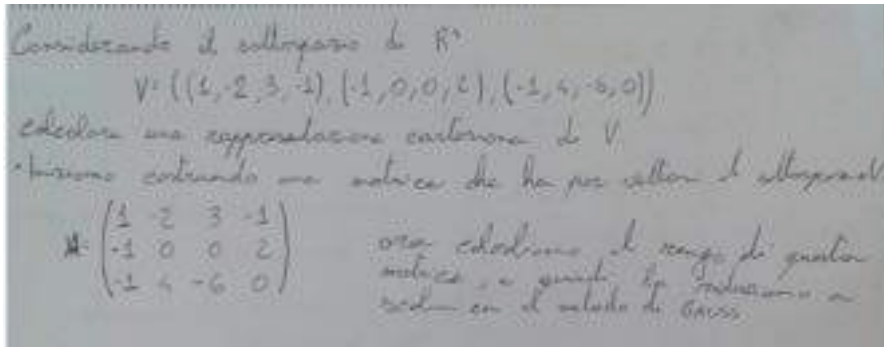 Considerando il sottospazio di R⁴
V=((1,-2,3,-1),(-1,0,0,2),(-1,4,-6,0))
calcolare una rappresentazione cartesiana di V
costruendo una matrice che ha per vettori il
(1 -2 3 -1
-1 0 0 2
-1 4 -6 0)
ora calcoliamo il rango di questa
matrice, e quindi la riduciamo a
con il metodo di GAUSS